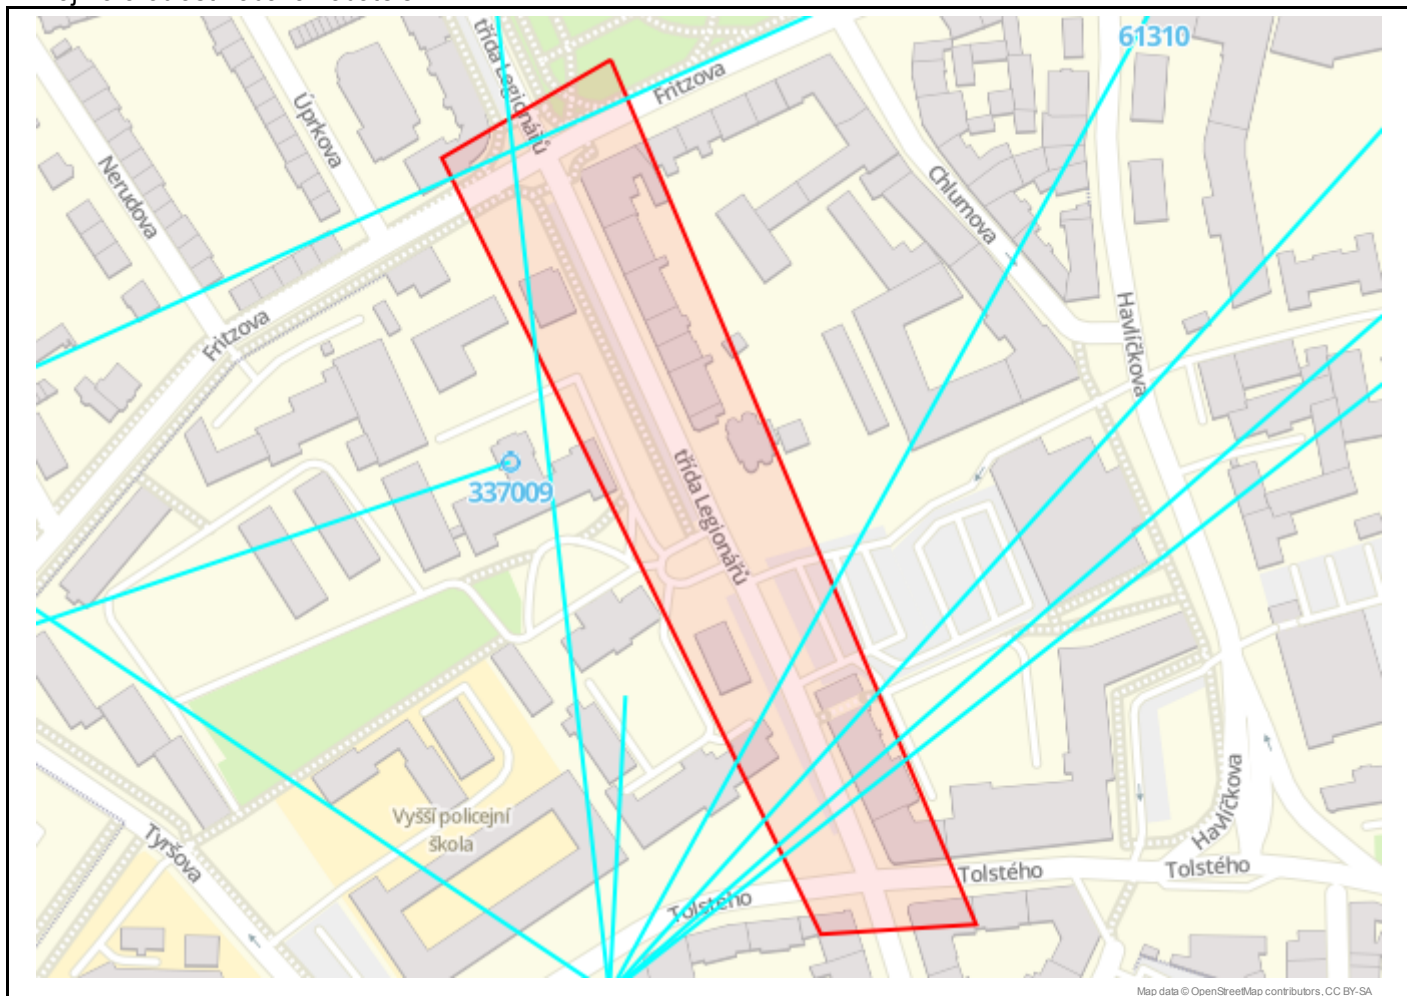 61310
třída Legionářů
Fritzova
Úprkova
Nerudova
Chlumova
Havlíčkova
Fritzova
třída Legionářů
337009
Vyšší policejní
škola
Tyršova
Tolstého
Tolstého
Tolstého
Havlíčkova
Map data © OpenStreetMap contributors, CC BY-SA